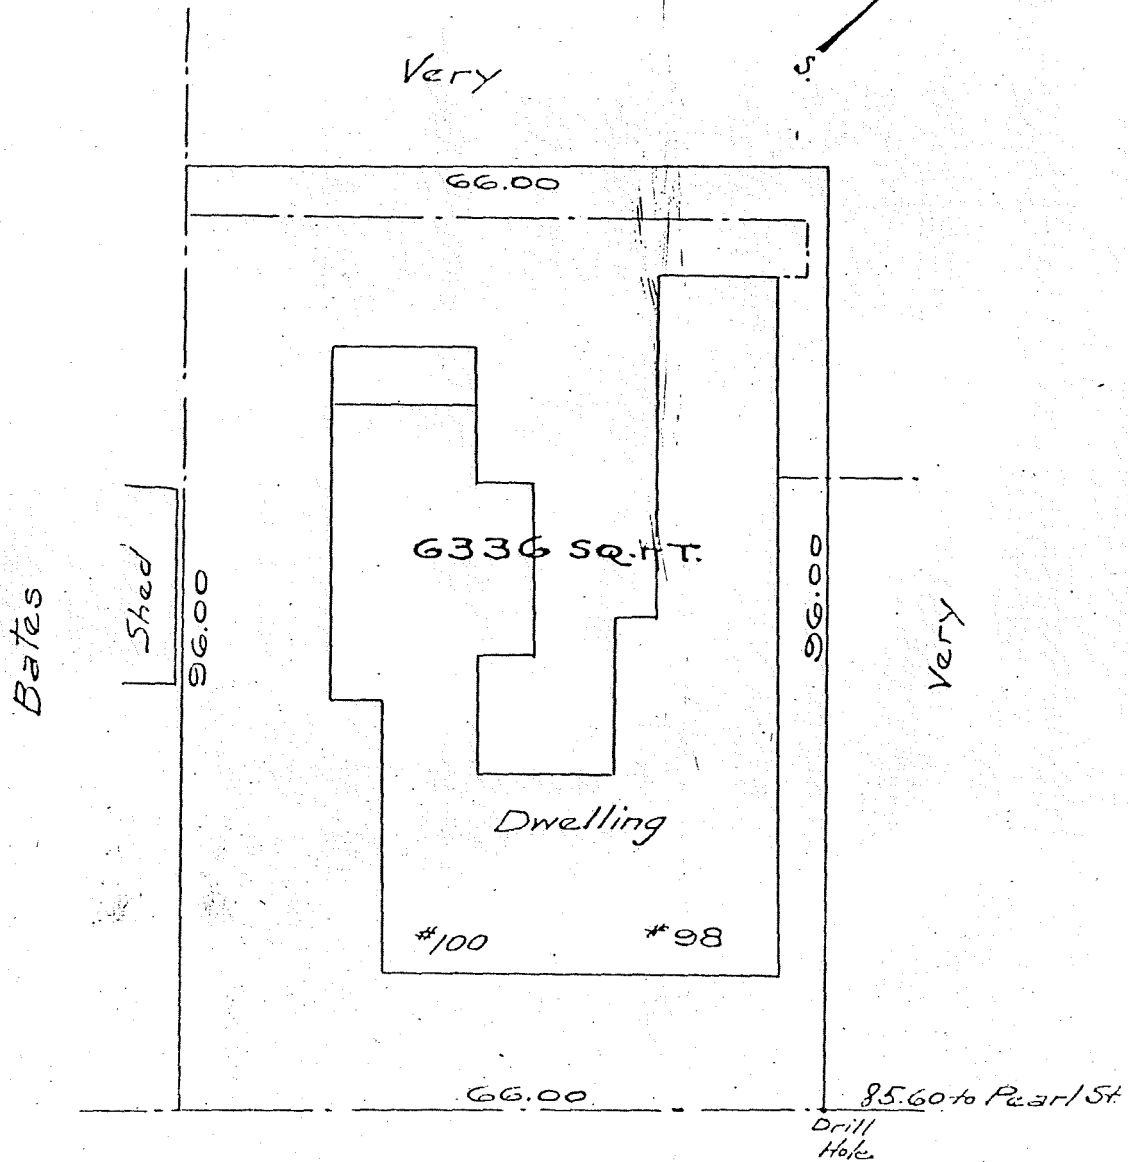 Very
S.
66.00
6336 SQ.FT.
Shed
96.00
Bates
96.00
Very
Dwelling
#100
#98
66.00
85.60 to Pearl St.
Drill
Hole